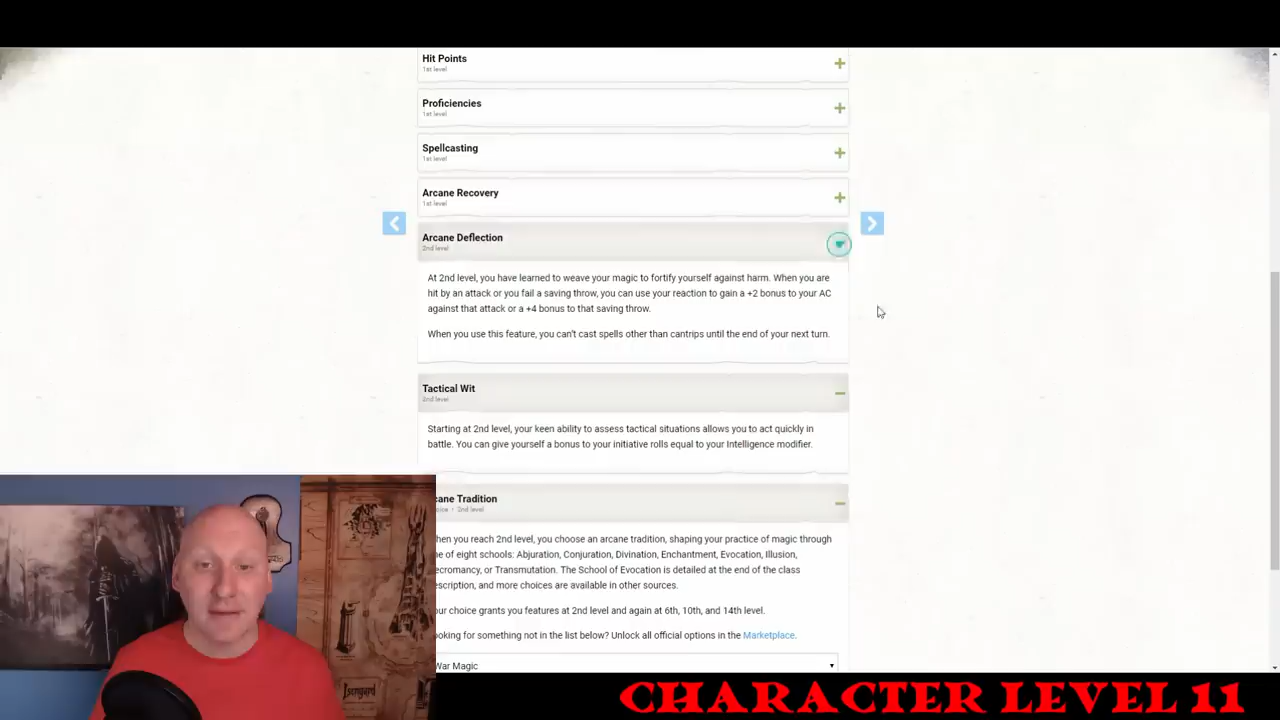 Hit Points
1st level
Proficiencies
1st level
Spellcasting
1st level
Arcane Recovery
1st level
Arcane Deflection
2nd level
At 2nd level, you have learned to weave your magic to fortify yourself against harm. When you are
hit by an attack or you fail a saving throw, you can use your reaction to gain a +2 bonus to your AC
against that attack or a +4 bonus to that saving throw.
When you use this feature, you can't cast spells other than cantrips until the end of your next turn.
Tactical Wit
2nd level
Starting at 2nd level, your keen ability to assess tactical situations allows you to act quickly in
battle. You can give yourself a bonus to your initiative rolls equal to your Intelligence modifier.
cane Tradition
2nd level
hen you reach 2nd level, you choose an arcane tradition, shaping your practice of magic through
e of eight schools: Abjuration, Conjuration, Divination, Enchantment, Evocation, Illusion,
ecromancy, or Transmutation. The School of Evocation is detailed at the end of the class
escription, and more choices are available in other sources.
ur choice grants you features at 2nd level and again at 6th, 10th, and 14th level.
ooking for something not in the list below? Unlock all official options in the Marketplace.
War Magic
Isengard
CHARACTER LEVEL 11